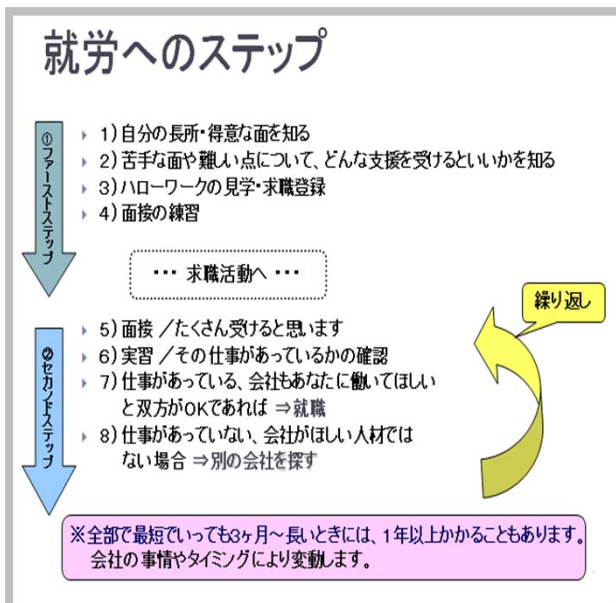 就労へのステップ
①ファーストステップ
1)自分の長所・得意な面を知る
2)苦手な面や難しい点について、どんな支援を受けるといいかを知る
3)ハローワークの見学・求職登録
4)面接の練習
… 求職活動へ …
繰り返し
②セカンドステップ
5)面接 /たくさん受けると思います
6)実習 /その仕事があっているかの確認
7)仕事があっている、会社もあなたに働いてほしい
と双方がOKであれば ⇒就職
8)仕事があっていない、会社がほしい人材では
ない場合 ⇒別の会社を探す
※全部で最短でいっても3ヶ月~長いときには、1年以上かかることもあります。
会社の事情やタイミングにより変動します。